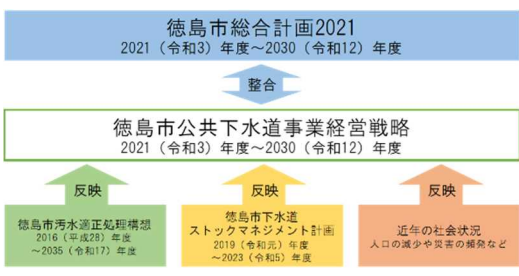 徳島市総合計画2021
2021(令和3)年度～2030(令和12)年度
整合
徳島市公共下水道事業経営戦略
2021(令和3)年度～2030(令和12)年度
反映
反映
反映
徳島市汚水適正処理構想
2016(平成28)年度
～2035(令和17)年度
徳島市下水道
ストックマネジメント計画
2019(令和元)年度
～2023(令和5)年度
近年の社会状況
人口の減少や災害の頻発など